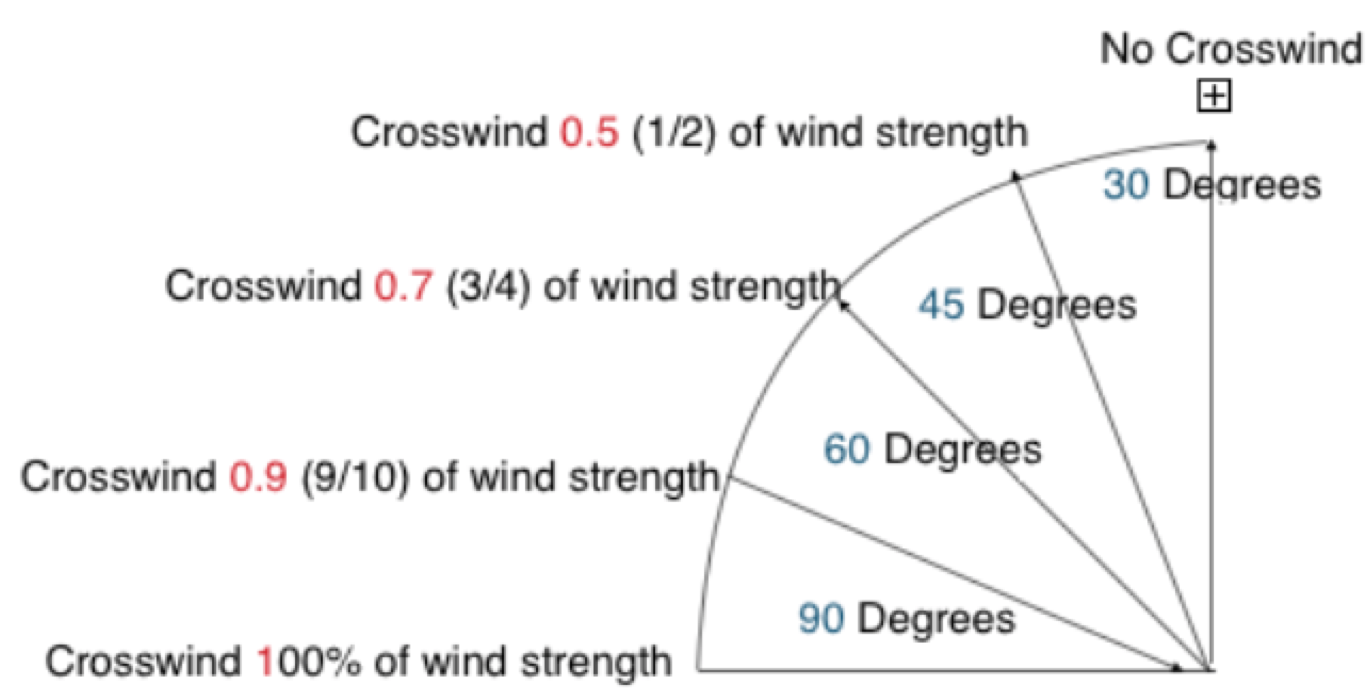 No Crosswind
Crosswind 0.5 (1/2) of wind strength
30 Degrees
Crosswind 0.7 (3/4) of wind strength
45 Degrees
60 Degrees
Crosswind 0.9 (9/10) of wind strength
90 Degrees
Crosswind 100% of wind strength